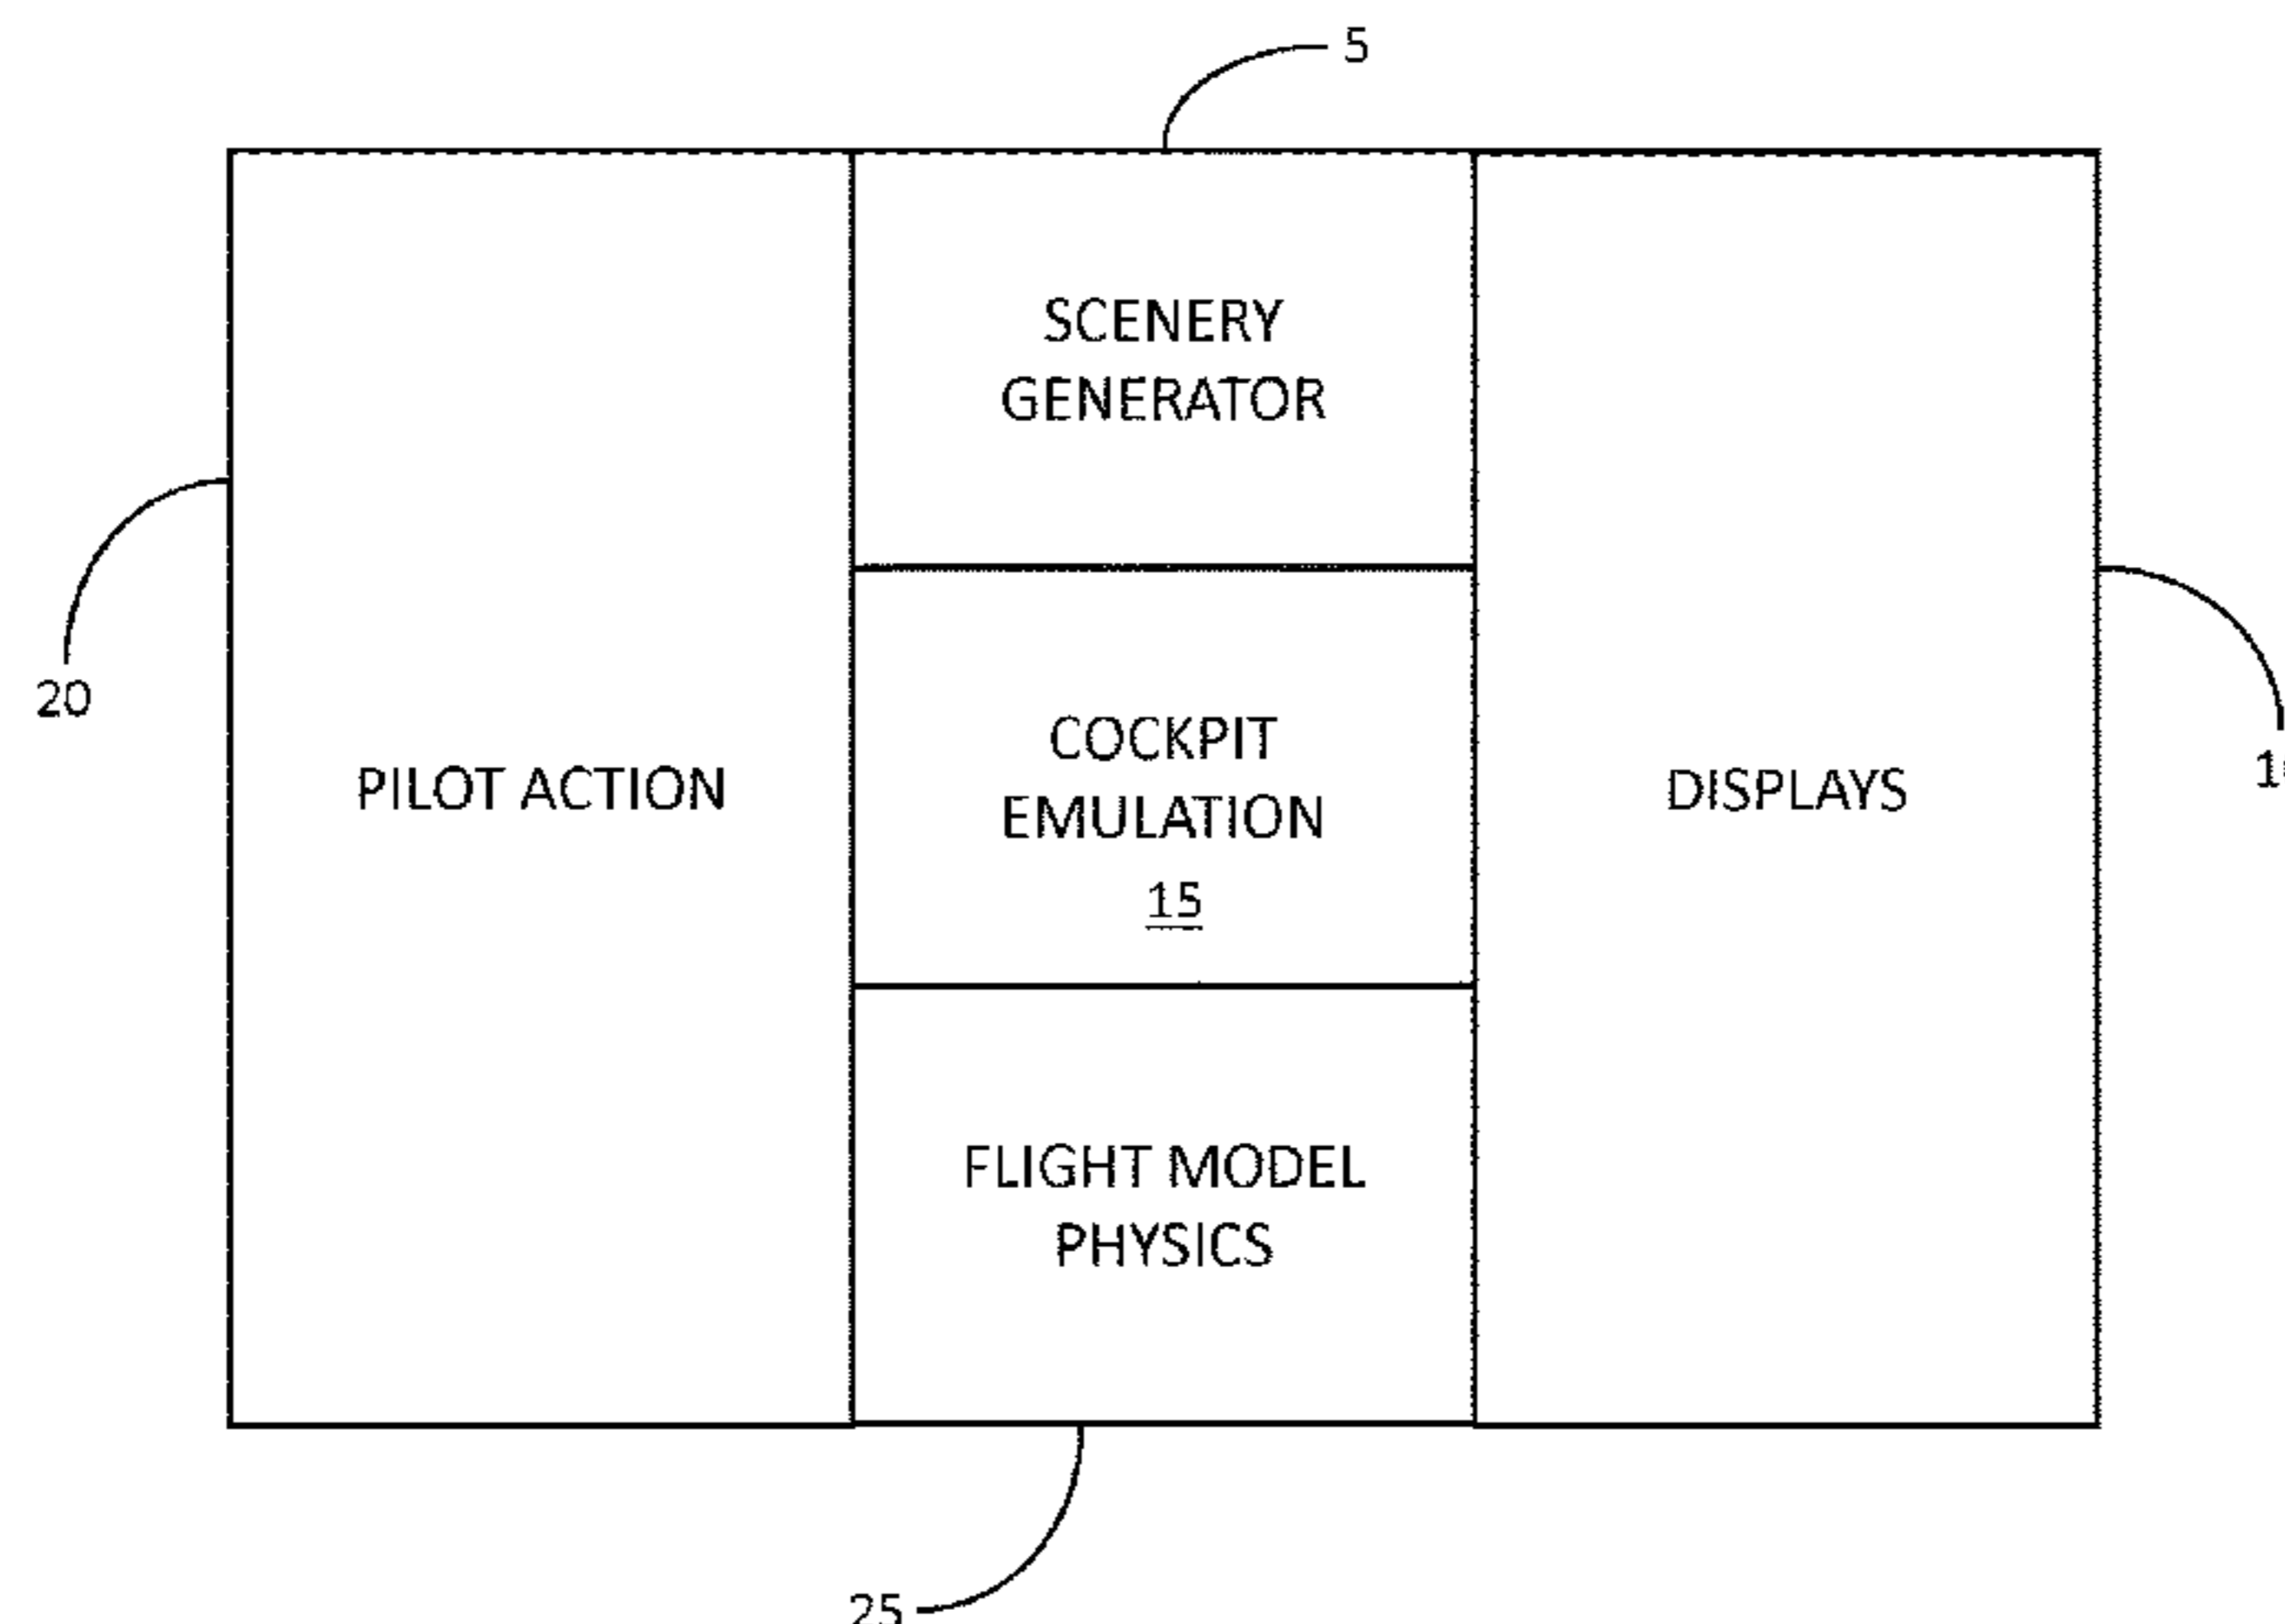 5
SCENERY
GENERATOR
20
PILOT ACTION
COCKPIT
EMULATION
15
DISPLAYS
FLIGHT MODEL
PHYSICS
25